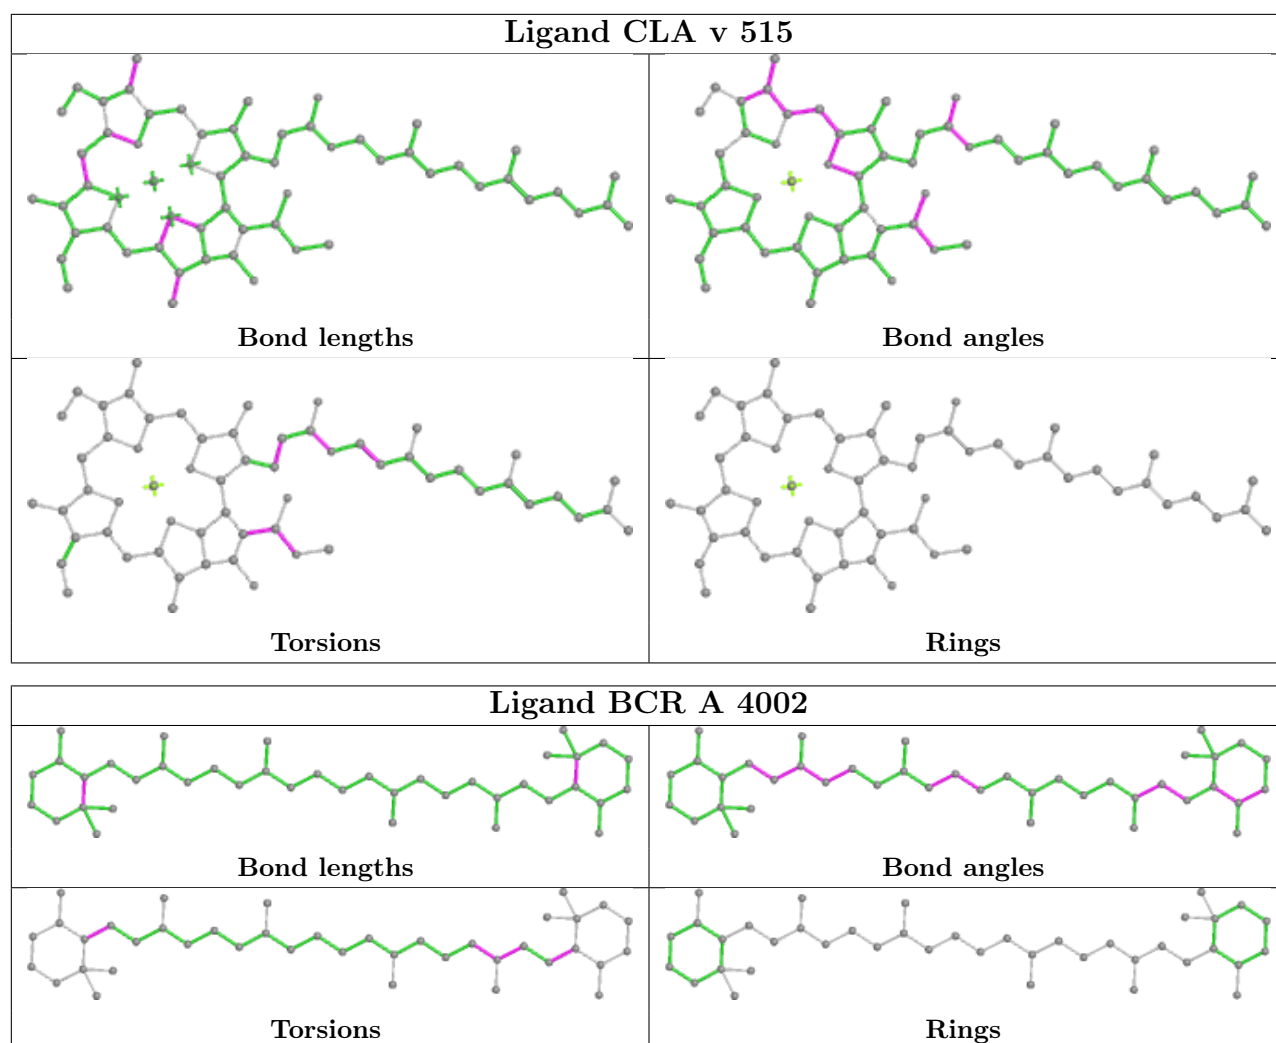 Ligand CLA v 515
Bond lengths
Bond angles
Torsions
Rings
Ligand BCR A 4002
Bond lengths
Bond angles
Torsions
Rings